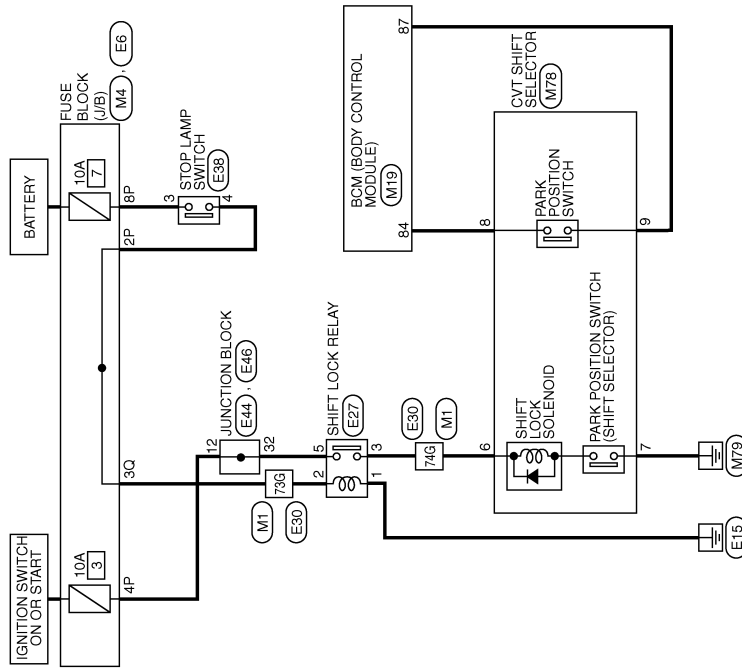 IGNITION SWITCH
ON OR START
BATTERY
10A
3
10A
7
FUSE
BLOCK
(J/B)
M4 , E6
4P
3Q
2P
8P
3
STOP LAMP
SWITCH
E38
4
12
JUNCTION BLOCK
E44 , E46
32
M1
73G
E30
2
5
SHIFT LOCK RELAY
E27
1
3
E30
74G
M1
BCM (BODY CONTROL
MODULE)
M19
84
87
CVT SHIFT
SELECTOR
M78
6
8
SHIFT
LOCK
SOLENOID
PARK
POSITION
SWITCH
PARK POSITION SWITCH
(SHIFT SELECTOR)
7
9
E15
M79